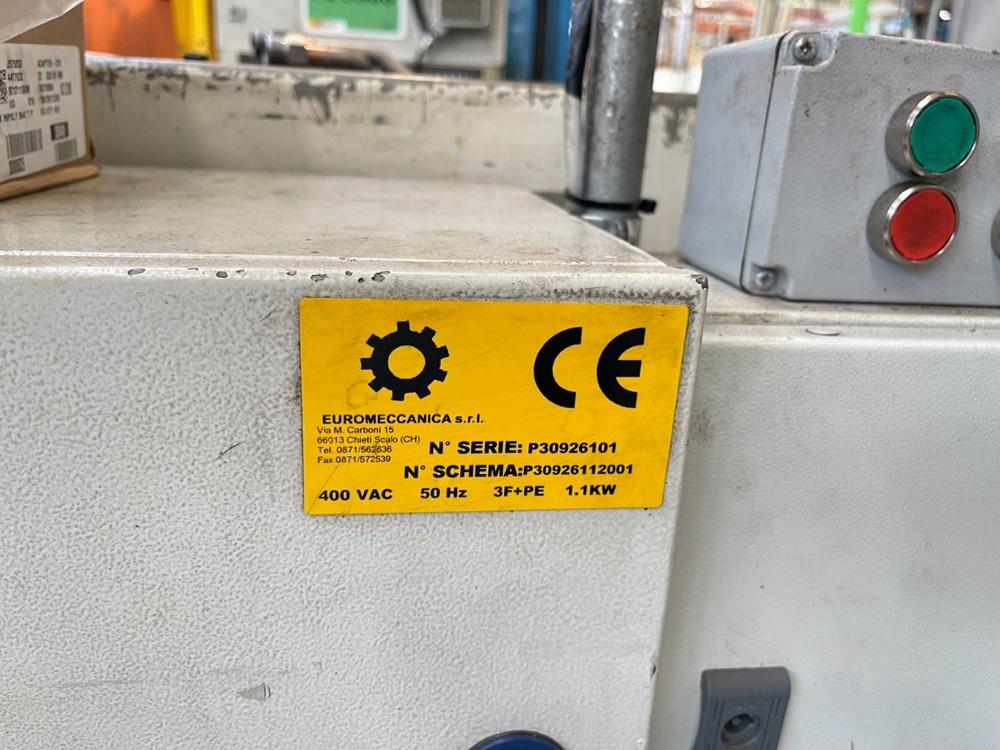 CE
EUROMECCANICA s.r.l.
Via M. Carboni 15
66013 Chieti Scalo (CH)
Tel. 0871/562636
Fax 0871/572539
N° SERIE: P30926101
N° SCHEMA:P30926112001
400 VAC 50 Hz 3F+PE 1.1KW